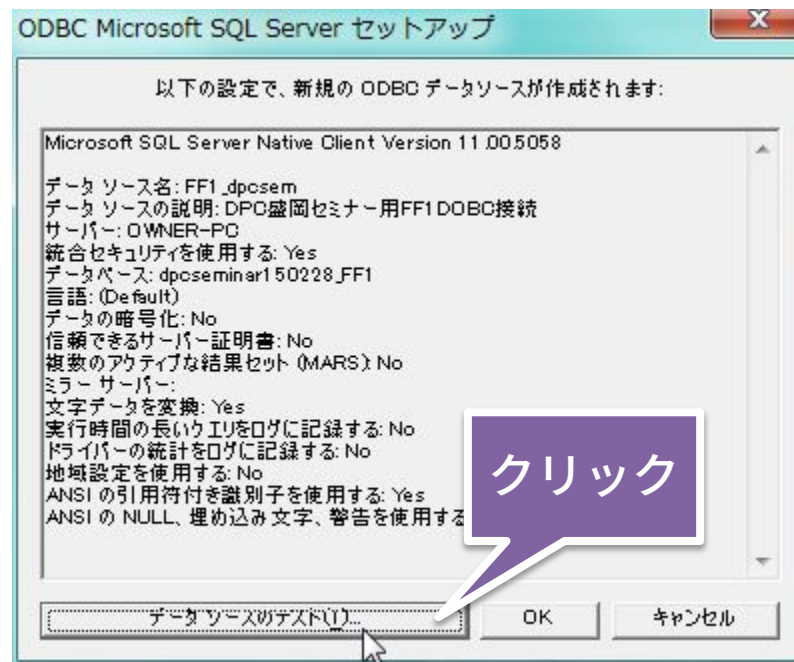 ODBC Microsoft SQL Server セットアップ
以下の設定で、新規の ODBC データソースが作成されます:
Microsoft SQL Server Native Client Version 11.00.5058
データ ソース名: FF1_dpcsem
データ ソースの説明: DPC盛岡セミナー用FF1DOBC接続
サーバー: OWNER-PC
統合セキュリティを使用する: Yes
データベース: dpcseminar150228_FF1
言語: (Default)
データの暗号化: No
信頼できるサーバー証明書: No
複数のアクティブな結果セット (MARS): No
ミラー サーバー:
文字データを変換: Yes
実行時間の長いクエリをログに記録する: No
ドライバーの統計をログに記録する: No
地域設定を使用する: No
ANSI の引用符付き識別子を使用する: Yes
ANSI の NULL、埋め込み文字、警告を使用する
クリック
データ ソースのテスト(T)...
OK
キャンセル